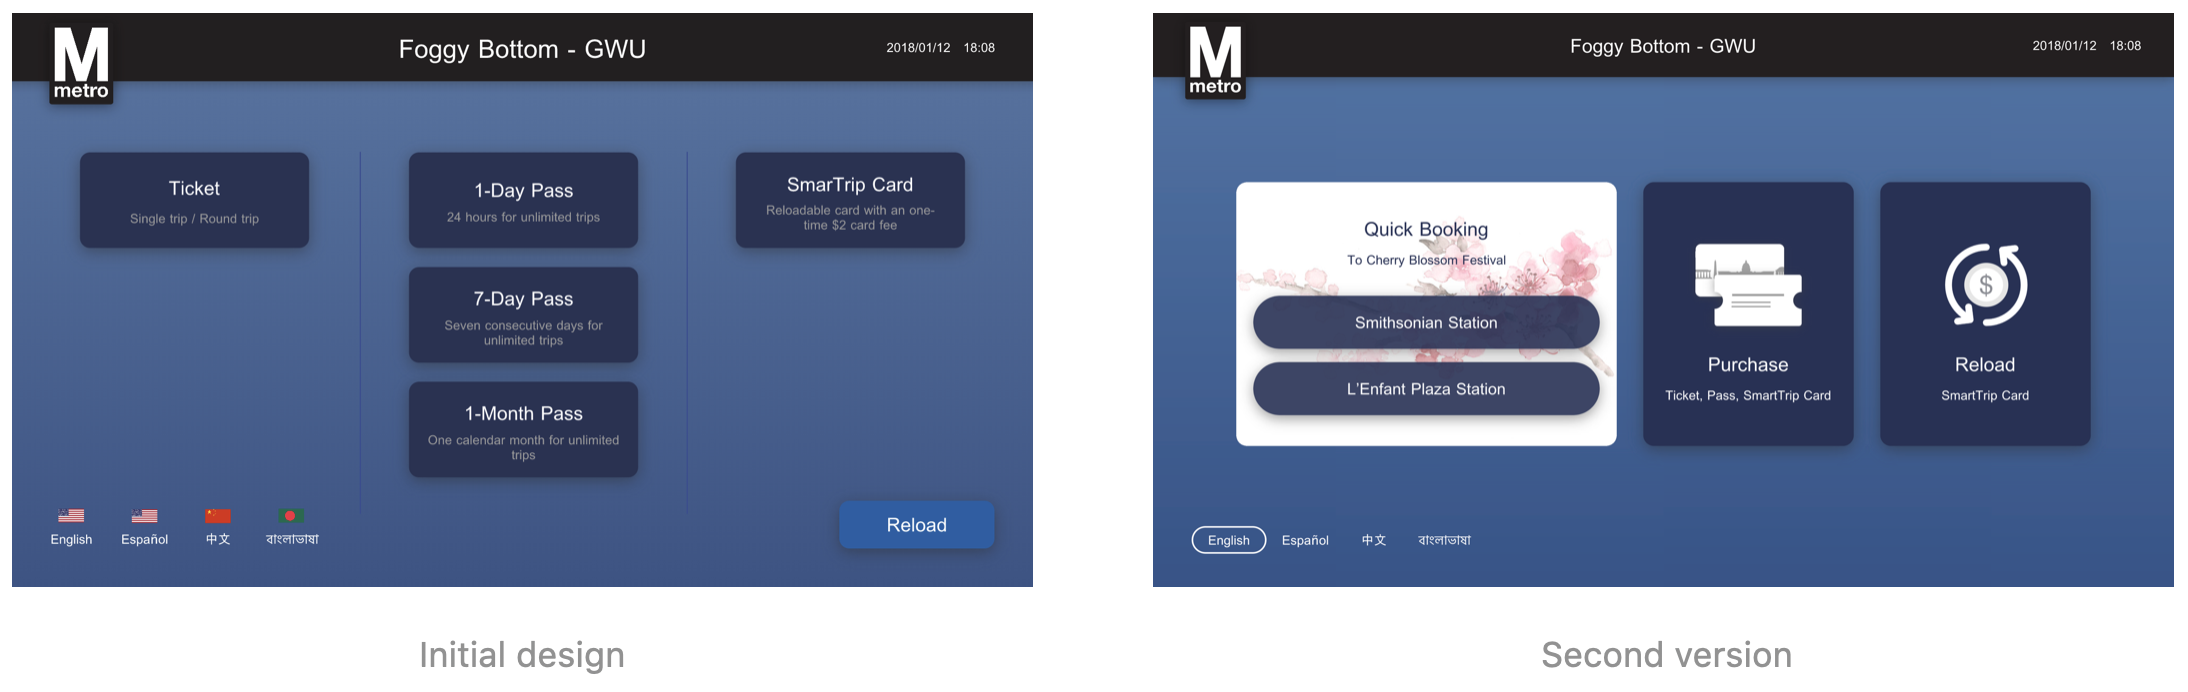 M
metro
Foggy Bottom - GWU
2018/01/12 18:08
Ticket
Single trip / Round trip
1-Day Pass
24 hours for unlimited trips
7-Day Pass
Seven consecutive days for
unlimited trips
1-Month Pass
One calendar month for unlimited
trips
SmarTrip Card
Reloadable card with an one-
time $2 card fee
English
Español
中文
বাংলাভাষা
Reload
Initial design
M
metro
Foggy Bottom - GWU
2018/01/12 18:08
Quick Booking
To Cherry Blossom Festival
Smithsonian Station
L'Enfant Plaza Station
Purchase
Ticket, Pass, SmartTrip Card
$
Reload
SmartTrip Card
English
Español
中文
বাংলাভাষা
Second version